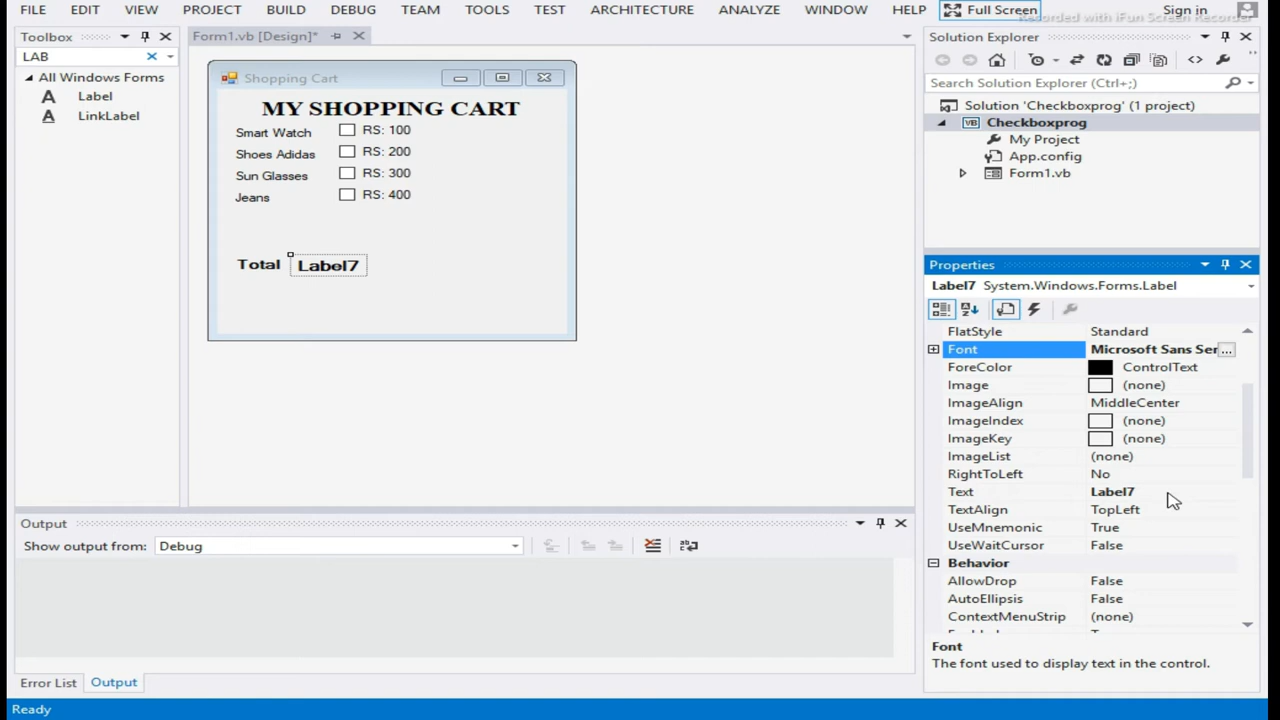 FILE EDIT VIEW PROJECT BUILD DEBUG TEAM TOOLS TEST ARCHITECTURE ANALYZE WINDOW HELP Full Screen Sign in
Recorded with iFun Screen Recorder
Toolbox
LAB
All Windows Forms
A Label
A LinkLabel
Form1.vb [Design]*
Shopping Cart
MY SHOPPING CART
Smart Watch RS: 100
Shoes Adidas RS: 200
Sun Glasses RS: 300
Jeans RS: 400
Total Label7
Solution Explorer
Search Solution Explorer (Ctrl+;)
Solution 'Checkboxprog' (1 project)
VB Checkboxprog
My Project
App.config
Form1.vb
Properties
Label7 System.Windows.Forms.Label
FlatStyle Standard
Font Microsoft Sans Ser ...
ForeColor ControlText
Image (none)
ImageAlign MiddleCenter
ImageIndex (none)
ImageKey (none)
ImageList (none)
RightToLeft No
Text Label7
TextAlign TopLeft
UseMnemonic True
UseWaitCursor False
Behavior
AllowDrop False
AutoEllipsis False
ContextMenuStrip (none)
Font
The font used to display text in the control.
Output
Show output from: Debug
Error List Output
Ready